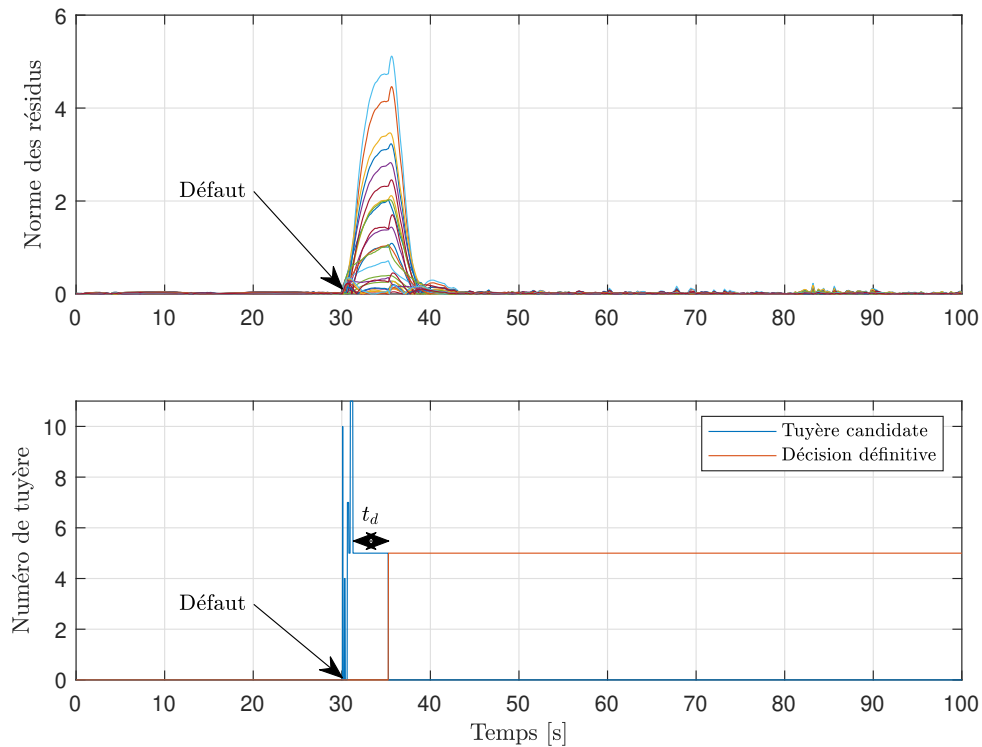 Norme des résidus
6
4
2
0
Défaut
0 10 20 30 40 50 60 70 80 90 100
Numéro de tuyère
10
8
6
4
2
0
Tuyère candidate
Décision définitive
t_d
Défaut
0 10 20 30 40 50 60 70 80 90 100
Temps [s]